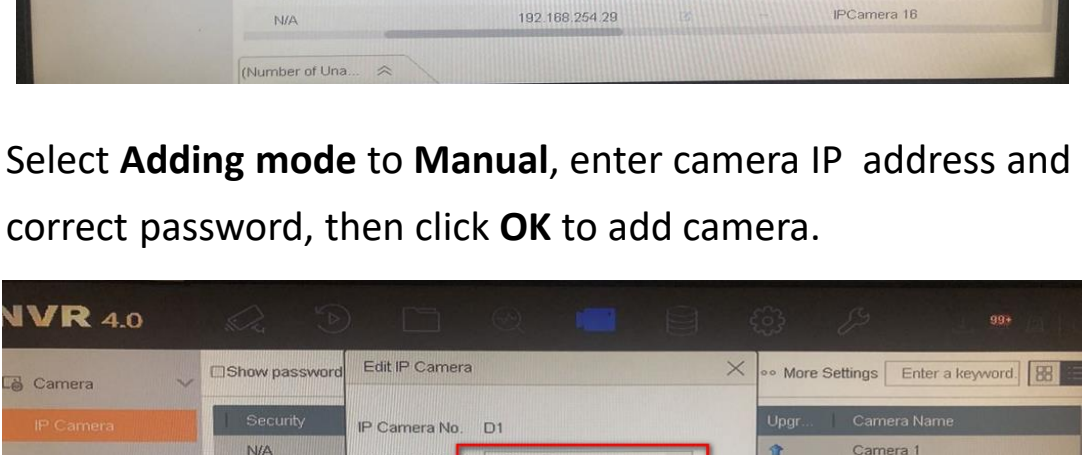 N/A 192.168.254.29 -- IPCamera 16
(Number of Una...
Select Adding mode to Manual, enter camera IP address and
correct password, then click OK to add camera.
NVR 4.0 99+
Camera Show password Edit IP Camera More Settings Enter a keyword.
IP Camera Security IP Camera No. D1 Upgr... Camera Name
N/A Camera 1